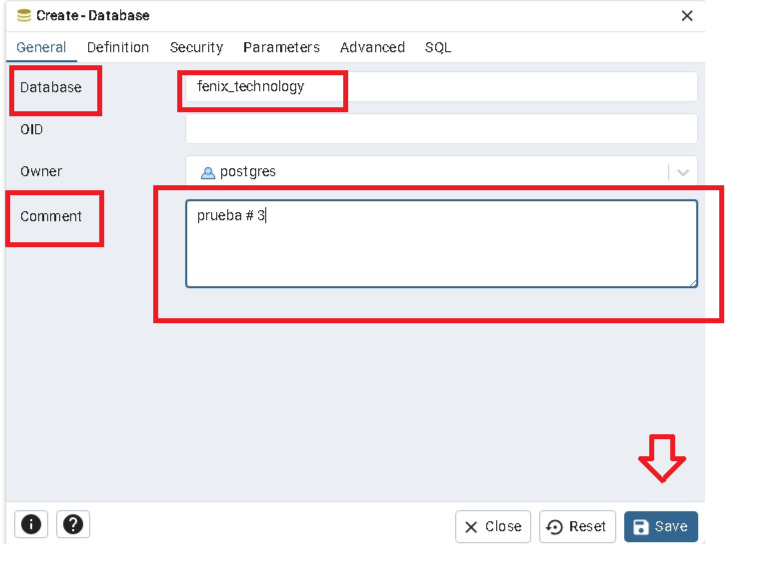 Create - Database
General Definition Security Parameters Advanced SQL
Database fenix_technology
OID
Owner postgres
Comment prueba # 3
Close Reset Save